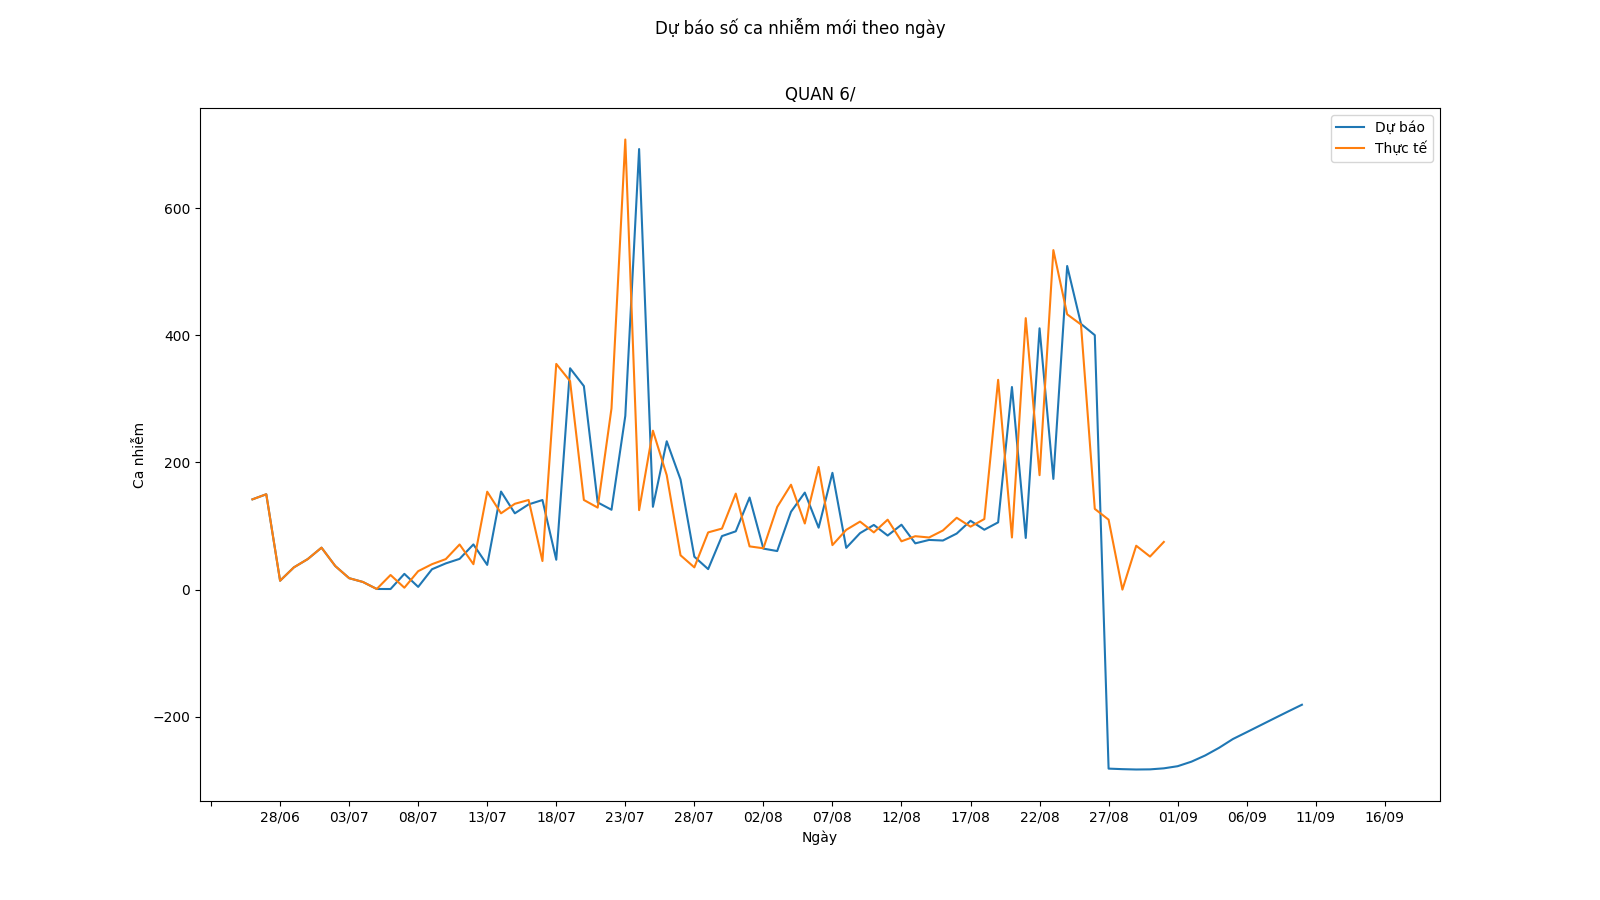 Dự báo số ca nhiễm mới theo ngày
QUAN 6/
Dự báo
Thực tế
600
400
200
0
−200
Ca nhiễm
28/06 03/07 08/07 13/07 18/07 23/07 28/07 02/08 07/08 12/08 17/08 22/08 27/08 01/09 06/09 11/09 16/09
Ngày